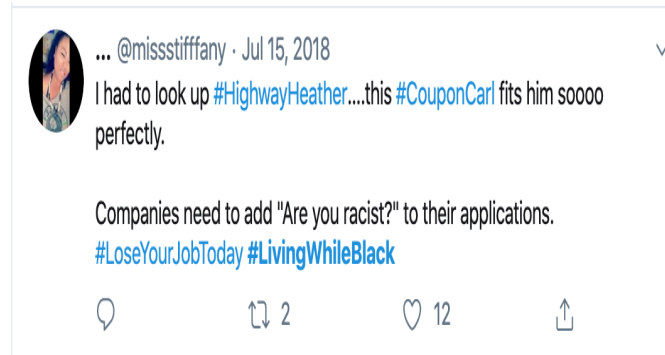 ... @missstifffany · Jul 15, 2018
I had to look up #HighwayHeather....this #CouponCarl fits him soooo
perfectly.
Companies need to add "Are you racist?" to their applications.
#LoseYourJobToday #LivingWhileBlack
2 12